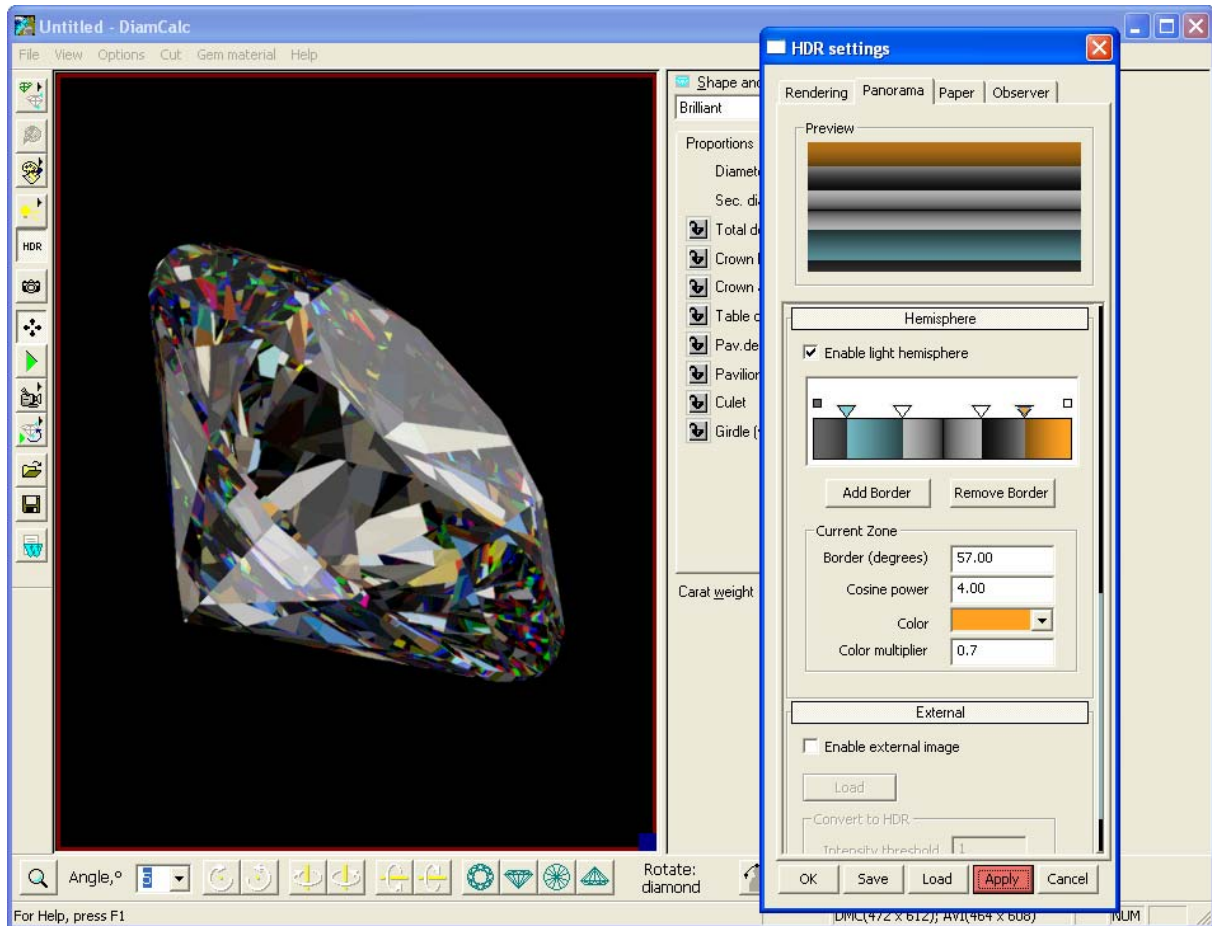 Untitled - DiamCalc
File View Options Cut Gem material Help
HDR
Shape and
Brilliant
Proportions
Diamet
Sec. di
Total d
Crown
Crown
Table
Pav.de
Pavilion
Culet
Girdle
Carat weight
HDR settings
Rendering Panorama Paper Observer
Preview
Hemisphere
Enable light hemisphere
Add Border Remove Border
Current Zone
Border (degrees) 57.00
Cosine power 4.00
Color
Color multiplier 0.7
External
Enable external image
Load
Convert to HDR
Intensity threshold 1
OK Save Load Apply Cancel
Angle,° 5
Rotate:
diamond
For Help, press F1
DMC(472 x 612); AVI(464 x 608) NUM